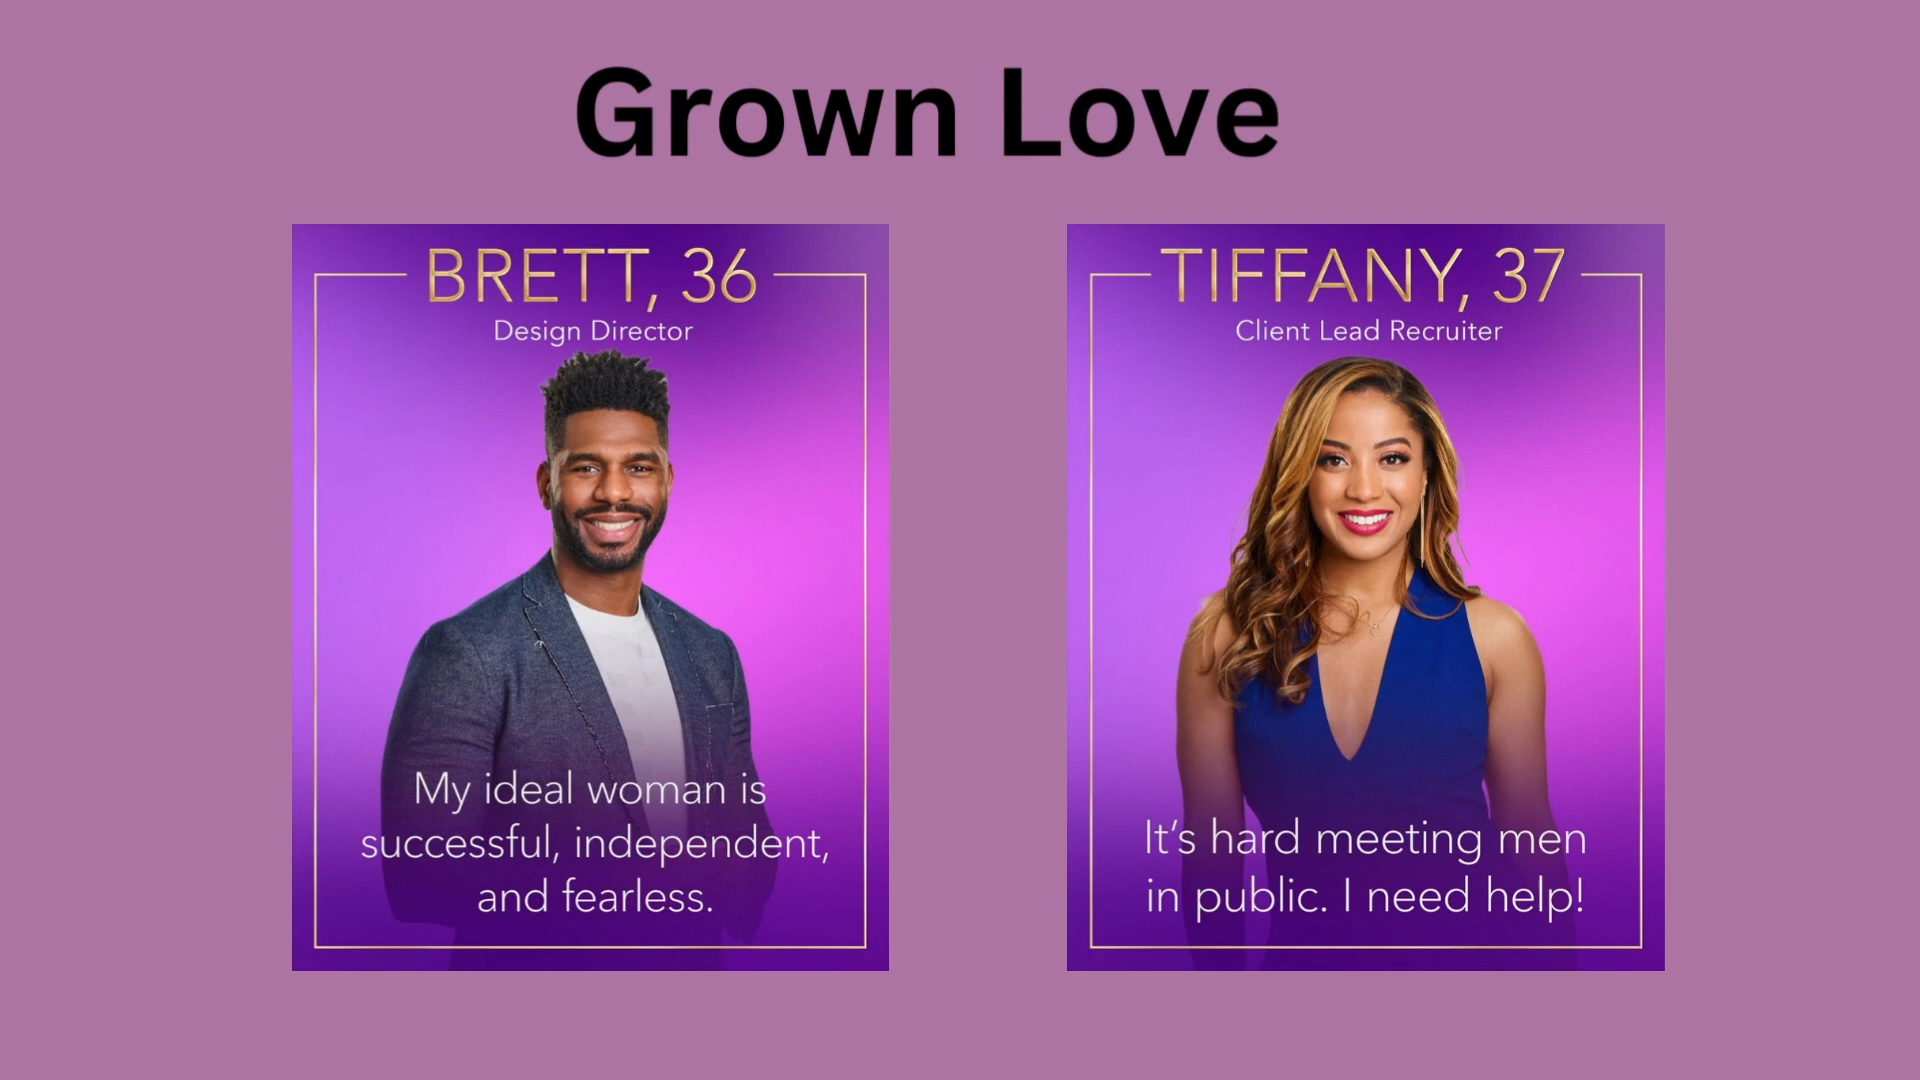 Grown Love
BRETT, 36
Design Director
My ideal woman is
successful, independent,
and fearless.
TIFFANY, 37
Client Lead Recruiter
It’s hard meeting men
in public. I need help!